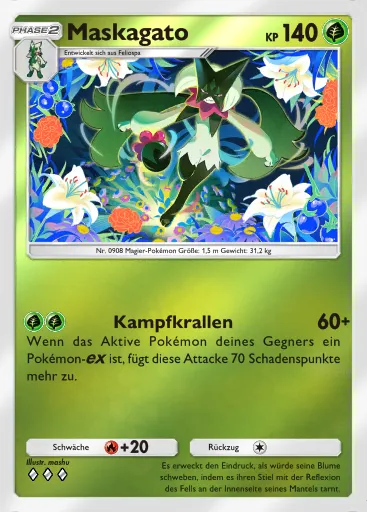 PHASE 2
Maskagato
KP 140
Entwickelt sich aus Feliospa
Nr. 0908 Magier-Pokémon Größe: 1,5 m Gewicht: 31,2 kg
Kampfkrallen 60+
Wenn das Aktive Pokémon deines Gegners ein
Pokémon-ex ist, fügt diese Attacke 70 Schadenspunkte
mehr zu.
Schwäche +20
Rückzug
Illustr. mashu
Es erweckt den Eindruck, als würde seine Blume
schweben, indem es ihren Stiel mit der Reflexion
des Fells an der Innenseite seines Mantels tarnt.